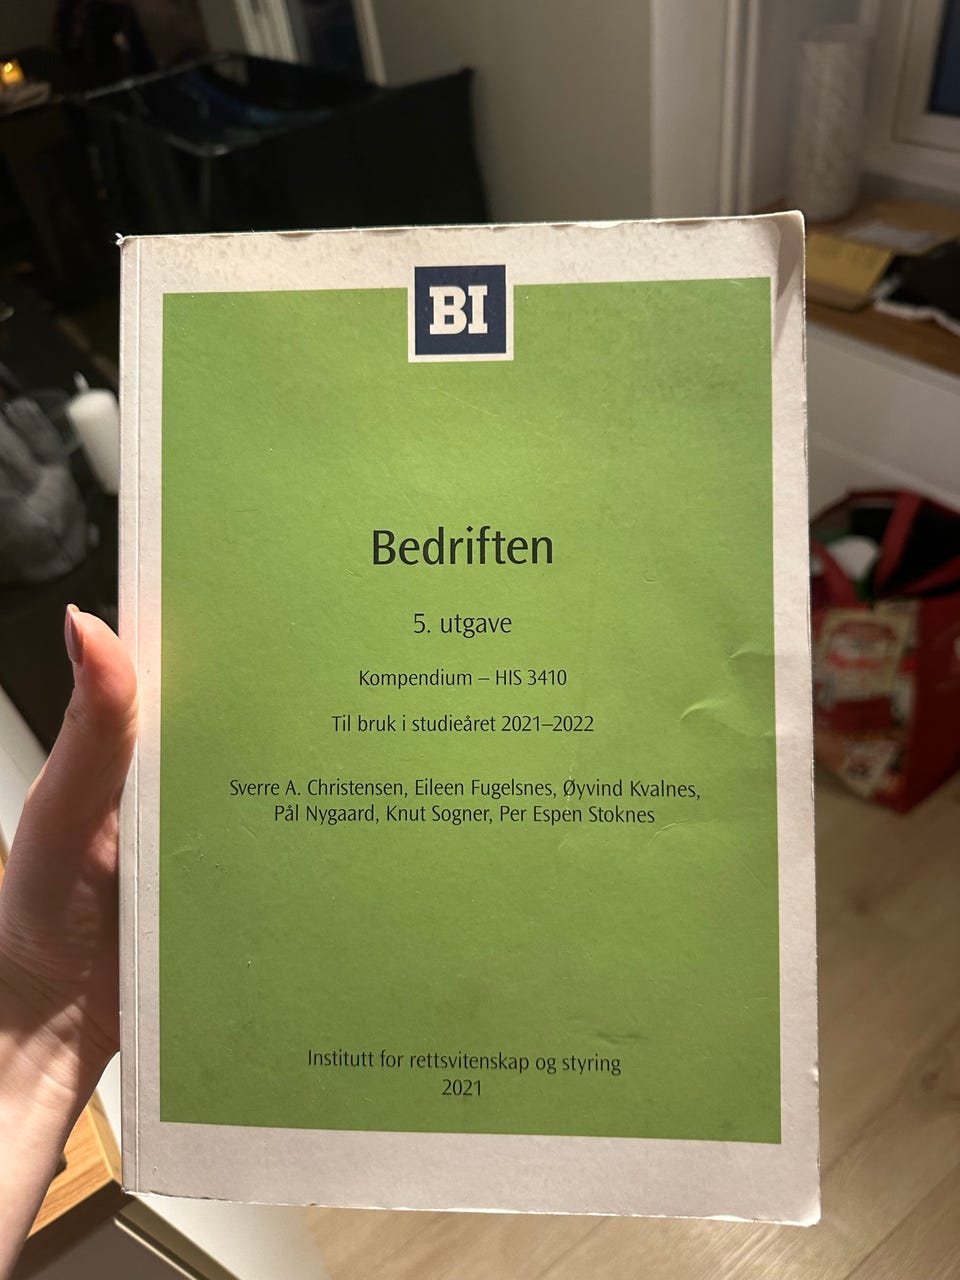 BI
Bedriften
5. utgave
Kompendium – HIS 3410
Til bruk i studieåret 2021–2022
Sverre A. Christensen, Eileen Fugelsnes, Øyvind Kvalnes,
Pål Nygaard, Knut Sogner, Per Espen Stoknes
Institutt for rettsvitenskap og styring
2021